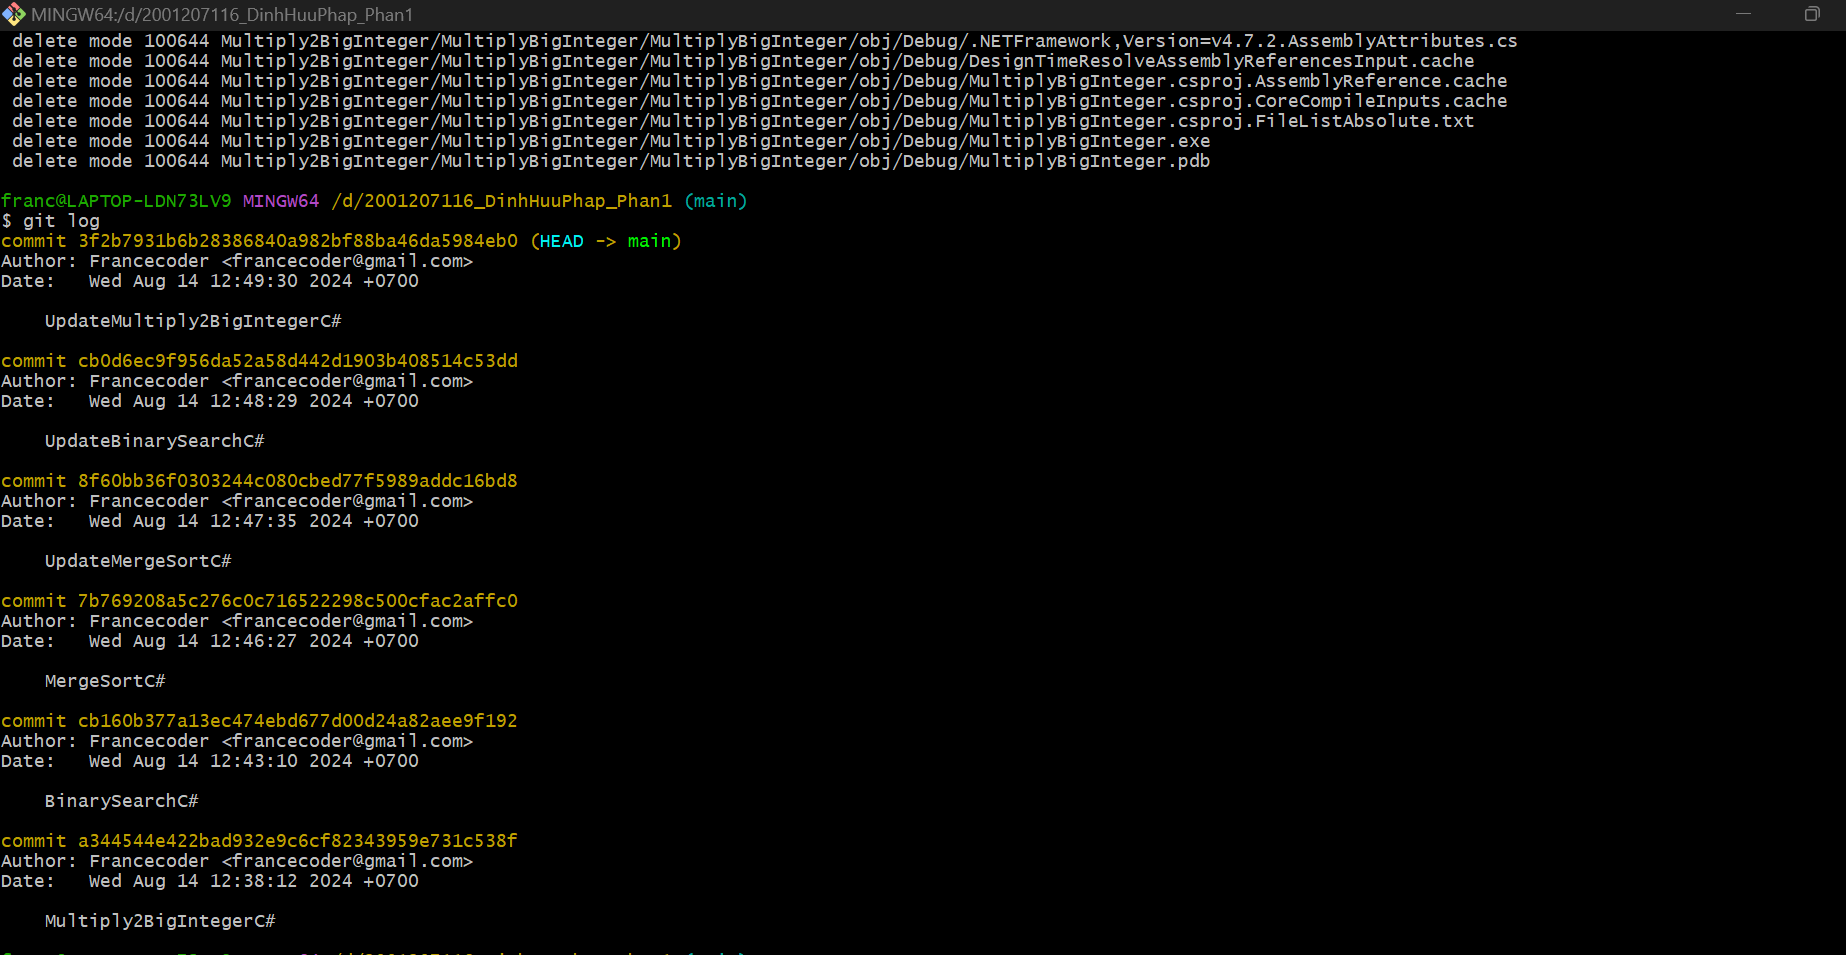 MINGW64:/d/2001207116_DinhHuuPhap_Phan1
delete mode 100644 Multiply2BigInteger/MultiplyBigInteger/MultiplyBigInteger/obj/Debug/.NETFramework,Version=v4.7.2.AssemblyAttributes.cs
delete mode 100644 Multiply2BigInteger/MultiplyBigInteger/MultiplyBigInteger/obj/Debug/DesignTimeResolveAssemblyReferencesInput.cache
delete mode 100644 Multiply2BigInteger/MultiplyBigInteger/MultiplyBigInteger/obj/Debug/MultiplyBigInteger.csproj.AssemblyReference.cache
delete mode 100644 Multiply2BigInteger/MultiplyBigInteger/MultiplyBigInteger/obj/Debug/MultiplyBigInteger.csproj.CoreCompileInputs.cache
delete mode 100644 Multiply2BigInteger/MultiplyBigInteger/MultiplyBigInteger/obj/Debug/MultiplyBigInteger.csproj.FileListAbsolute.txt
delete mode 100644 Multiply2BigInteger/MultiplyBigInteger/MultiplyBigInteger/obj/Debug/MultiplyBigInteger.exe
delete mode 100644 Multiply2BigInteger/MultiplyBigInteger/MultiplyBigInteger/obj/Debug/MultiplyBigInteger.pdb
franc@LAPTOP-LDN73LV9 MINGW64 /d/2001207116_DinhHuuPhap_Phan1 (main)
$ git log
commit 3f2b7931b6b28386840a982bf88ba46da5984eb0 (HEAD -> main)
Author: Francecoder <francecoder@gmail.com>
Date:   Wed Aug 14 12:49:30 2024 +0700
UpdateMultiply2BigIntegerC#
commit cb0d6ec9f956da52a58d442d1903b408514c53dd
Author: Francecoder <francecoder@gmail.com>
Date:   Wed Aug 14 12:48:29 2024 +0700
UpdateBinarySearchC#
commit 8f60bb36f0303244c080cbed77f5989addc16bd8
Author: Francecoder <francecoder@gmail.com>
Date:   Wed Aug 14 12:47:35 2024 +0700
UpdateMergeSortC#
commit 7b769208a5c276c0c716522298c500cfac2affc0
Author: Francecoder <francecoder@gmail.com>
Date:   Wed Aug 14 12:46:27 2024 +0700
MergeSortC#
commit cb160b377a13ec474ebd677d00d24a82aee9f192
Author: Francecoder <francecoder@gmail.com>
Date:   Wed Aug 14 12:43:10 2024 +0700
BinarySearchC#
commit a344544e422bad932e9c6cf82343959e731c538f
Author: Francecoder <francecoder@gmail.com>
Date:   Wed Aug 14 12:38:12 2024 +0700
Multiply2BigIntegerC#